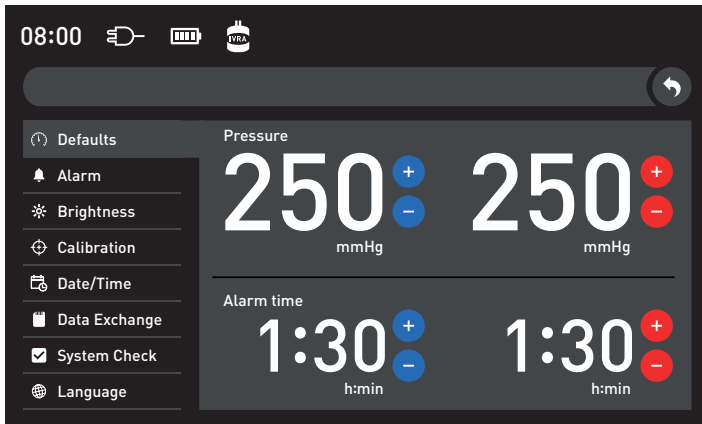 08:00
IVRA
Defaults
Alarm
Brightness
Calibration
Date/Time
Data Exchange
System Check
Language
Pressure
250 + − 250 + −
mmHg mmHg
Alarm time
1:30 + − 1:30 + −
h:min h:min